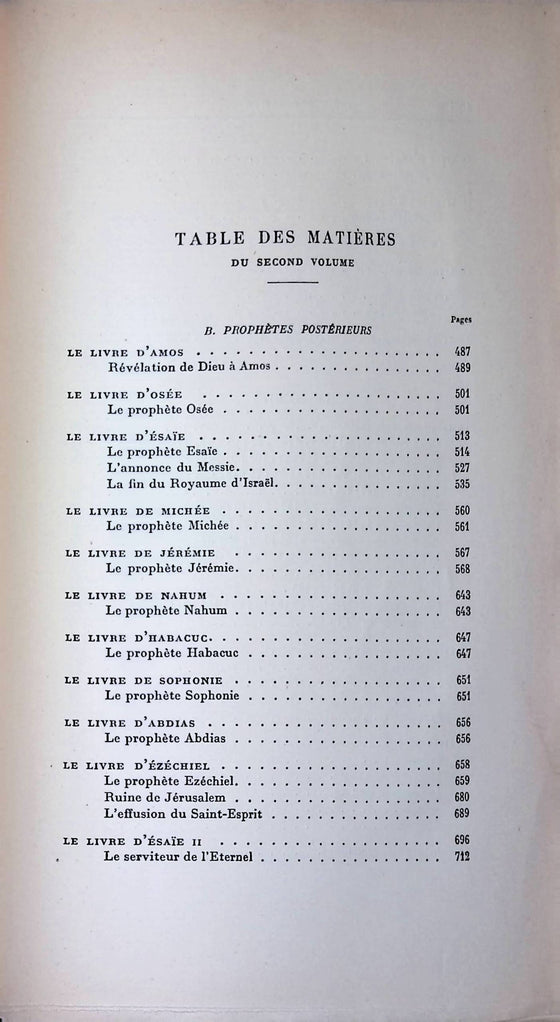 TABLE DES MATIÈRES
DU SECOND VOLUME
Pages
B. PROPHÈTES POSTÉRIEURS
LE LIVRE D'AMOS . . . . . . . . . . . . . . . . . . . . . 487
Révélation de Dieu à Amos . . . . . . . . . . . . . . 489
LE LIVRE D'OSÉE . . . . . . . . . . . . . . . . . . . . 501
Le prophète Osée . . . . . . . . . . . . . . . . . . 501
LE LIVRE D'ÉSAÏE . . . . . . . . . . . . . . . . . . . . 513
Le prophète Esaïe . . . . . . . . . . . . . . . . . . 514
L'annonce du Messie. . . . . . . . . . . . . . . . . 527
La fin du Royaume d'Israël. . . . . . . . . . . . . . 535
LE LIVRE DE MICHÉE . . . . . . . . . . . . . . . . . . 560
Le prophète Michée . . . . . . . . . . . . . . . . . 561
LE LIVRE DE JÉRÉMIE . . . . . . . . . . . . . . . . . 567
Le prophète Jérémie. . . . . . . . . . . . . . . . . 568
LE LIVRE DE NAHUM . . . . . . . . . . . . . . . . . . 643
Le prophète Nahum . . . . . . . . . . . . . . . . . 643
LE LIVRE D'HABACUC. . . . . . . . . . . . . . . . . . . 647
Le prophète Habacuc . . . . . . . . . . . . . . . . 647
LE LIVRE DE SOPHONIE . . . . . . . . . . . . . . . . . 651
Le prophète Sophonie . . . . . . . . . . . . . . . . 651
LE LIVRE D'ABDIAS . . . . . . . . . . . . . . . . . . . 656
Le prophète Abdias . . . . . . . . . . . . . . . . . 656
LE LIVRE D'ÉZÉCHIEL . . . . . . . . . . . . . . . . . . 658
Le prophète Ezéchiel. . . . . . . . . . . . . . . . . 659
Ruine de Jérusalem . . . . . . . . . . . . . . . . . 680
L'effusion du Saint-Esprit . . . . . . . . . . . . . . 689
LE LIVRE D'ÉSAÏE II . . . . . . . . . . . . . . . . . . 696
Le serviteur de l'Eternel . . . . . . . . . . . . . . . 712